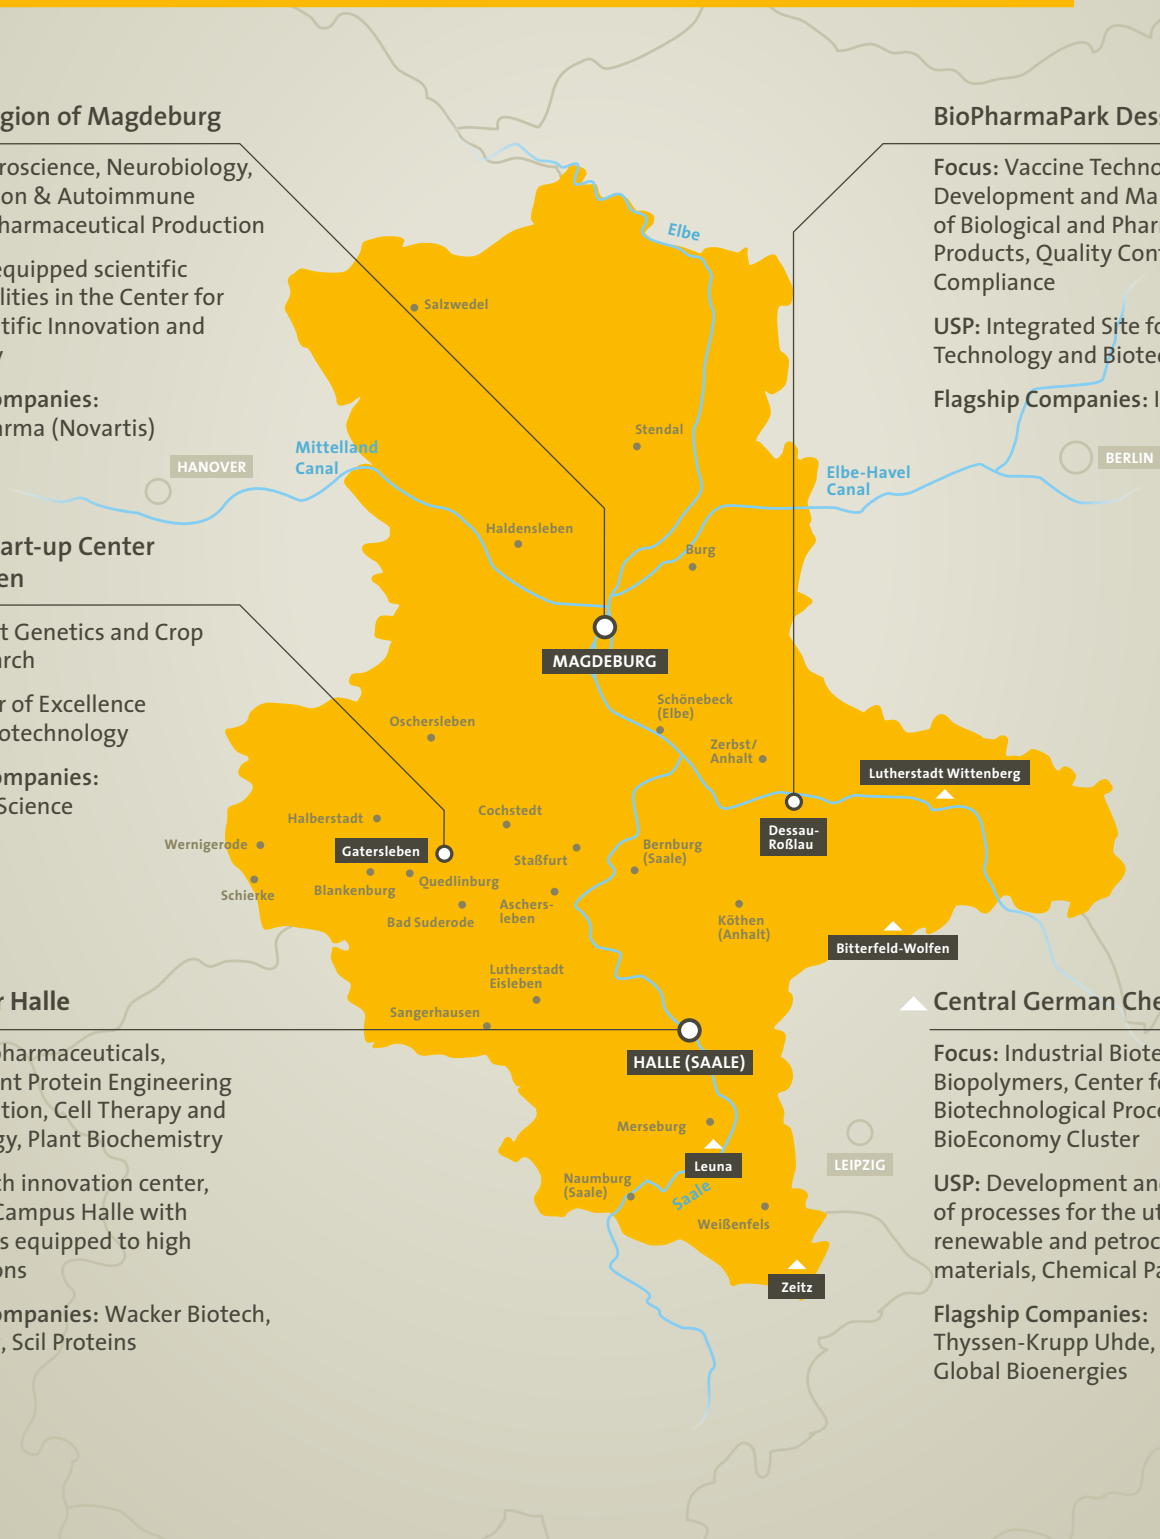 gion of Magdeburg
roscience, Neurobiology,
on & Autoimmune
harmaceutical Production
equipped scientific
lities in the Center for
tific Innovation and
ompanies:
arma (Novartis)
HANOVER
art-up Center
en
t Genetics and Crop
arch
r of Excellence
otechnology
ompanies:
Science
r Halle
harmaceuticals,
nt Protein Engineering
tion, Cell Therapy and
gy, Plant Biochemistry
th innovation center,
Campus Halle with
s equipped to high
ons
ompanies: Wacker Biotech,
, Scil Proteins
Elbe
Salzwedel
Stendal
Mittelland
Canal
Elbe-Havel
Canal
Haldensleben
Burg
MAGDEBURG
Schönebeck
(Elbe)
Oschersleben
Zerbst/
Anhalt
Lutherstadt Wittenberg
Cochstedt
Halberstadt
Dessau-
Roßlau
Wernigerode
Gatersleben
Staßfurt
Bernburg
(Saale)
Schierke
Blankenburg
Quedlinburg
Aschers-
leben
Bad Suderode
Köthen
(Anhalt)
Bitterfeld-Wolfen
Lutherstadt
Eisleben
Sangerhausen
HALLE (SAALE)
Merseburg
Leuna
LEIPZIG
Naumburg
(Saale)
Saale
Weißenfels
Zeitz
BioPharmaPark Des
Focus: Vaccine Techno
Development and Ma
of Biological and Phar
Products, Quality Con
Compliance
USP: Integrated Site fo
Technology and Biote
Flagship Companies: I
BERLIN
Central German Che
Focus: Industrial Biote
Biopolymers, Center fo
Biotechnological Proce
BioEconomy Cluster
USP: Development an
of processes for the ut
renewable and petroc
materials, Chemical Pa
Flagship Companies:
Thyssen-Krupp Uhde,
Global Bioenergies